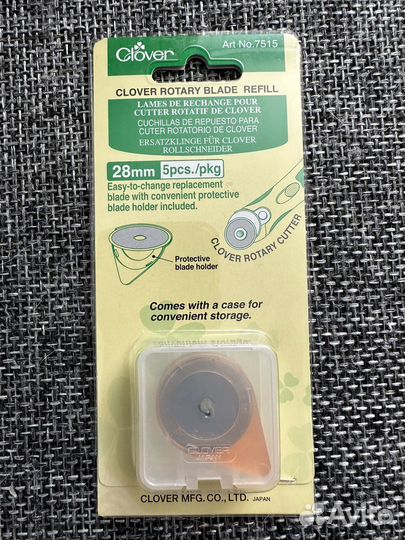 Clover
Art No.7515
CLOVER ROTARY BLADE REFILL
LAMES DE RECHANGE POUR
CUTTER ROTATIF DE CLOVER
CUCHILLAS DE REPUESTO PARA
CUTER ROTATORIO DE CLOVER
ERSATZKLINGE FÜR CLOVER
ROLLSCHNEIDER
28mm 5pcs./pkg
Easy-to-change replacement
blade with convenient protective
blade holder included.
CLOVER ROTARY CUTTER
Protective
blade holder
Comes with a case for
convenient storage.
CLOVER
JAPAN
CLOVER MFG. CO., LTD. JAPAN
Avito